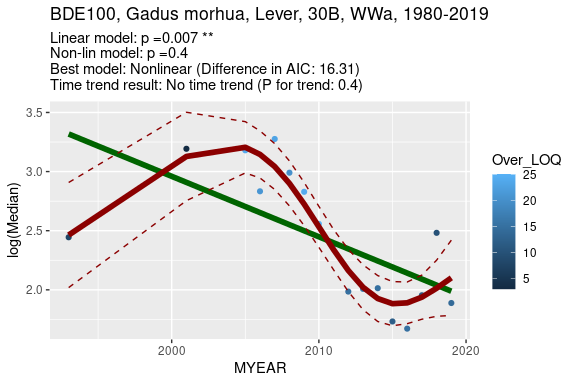 BDE100, Gadus morhua, Lever, 30B, WWa, 1980-2019
Linear model: p =0.007 **
Non-lin model: p =0.4
Best model: Nonlinear (Difference in AIC: 16.31)
Time trend result: No time trend (P for trend: 0.4)
3.5
3.0
2.5
2.0
log(Median)
2000
2010
2020
MYEAR
Over_LOQ
25
20
15
10
5